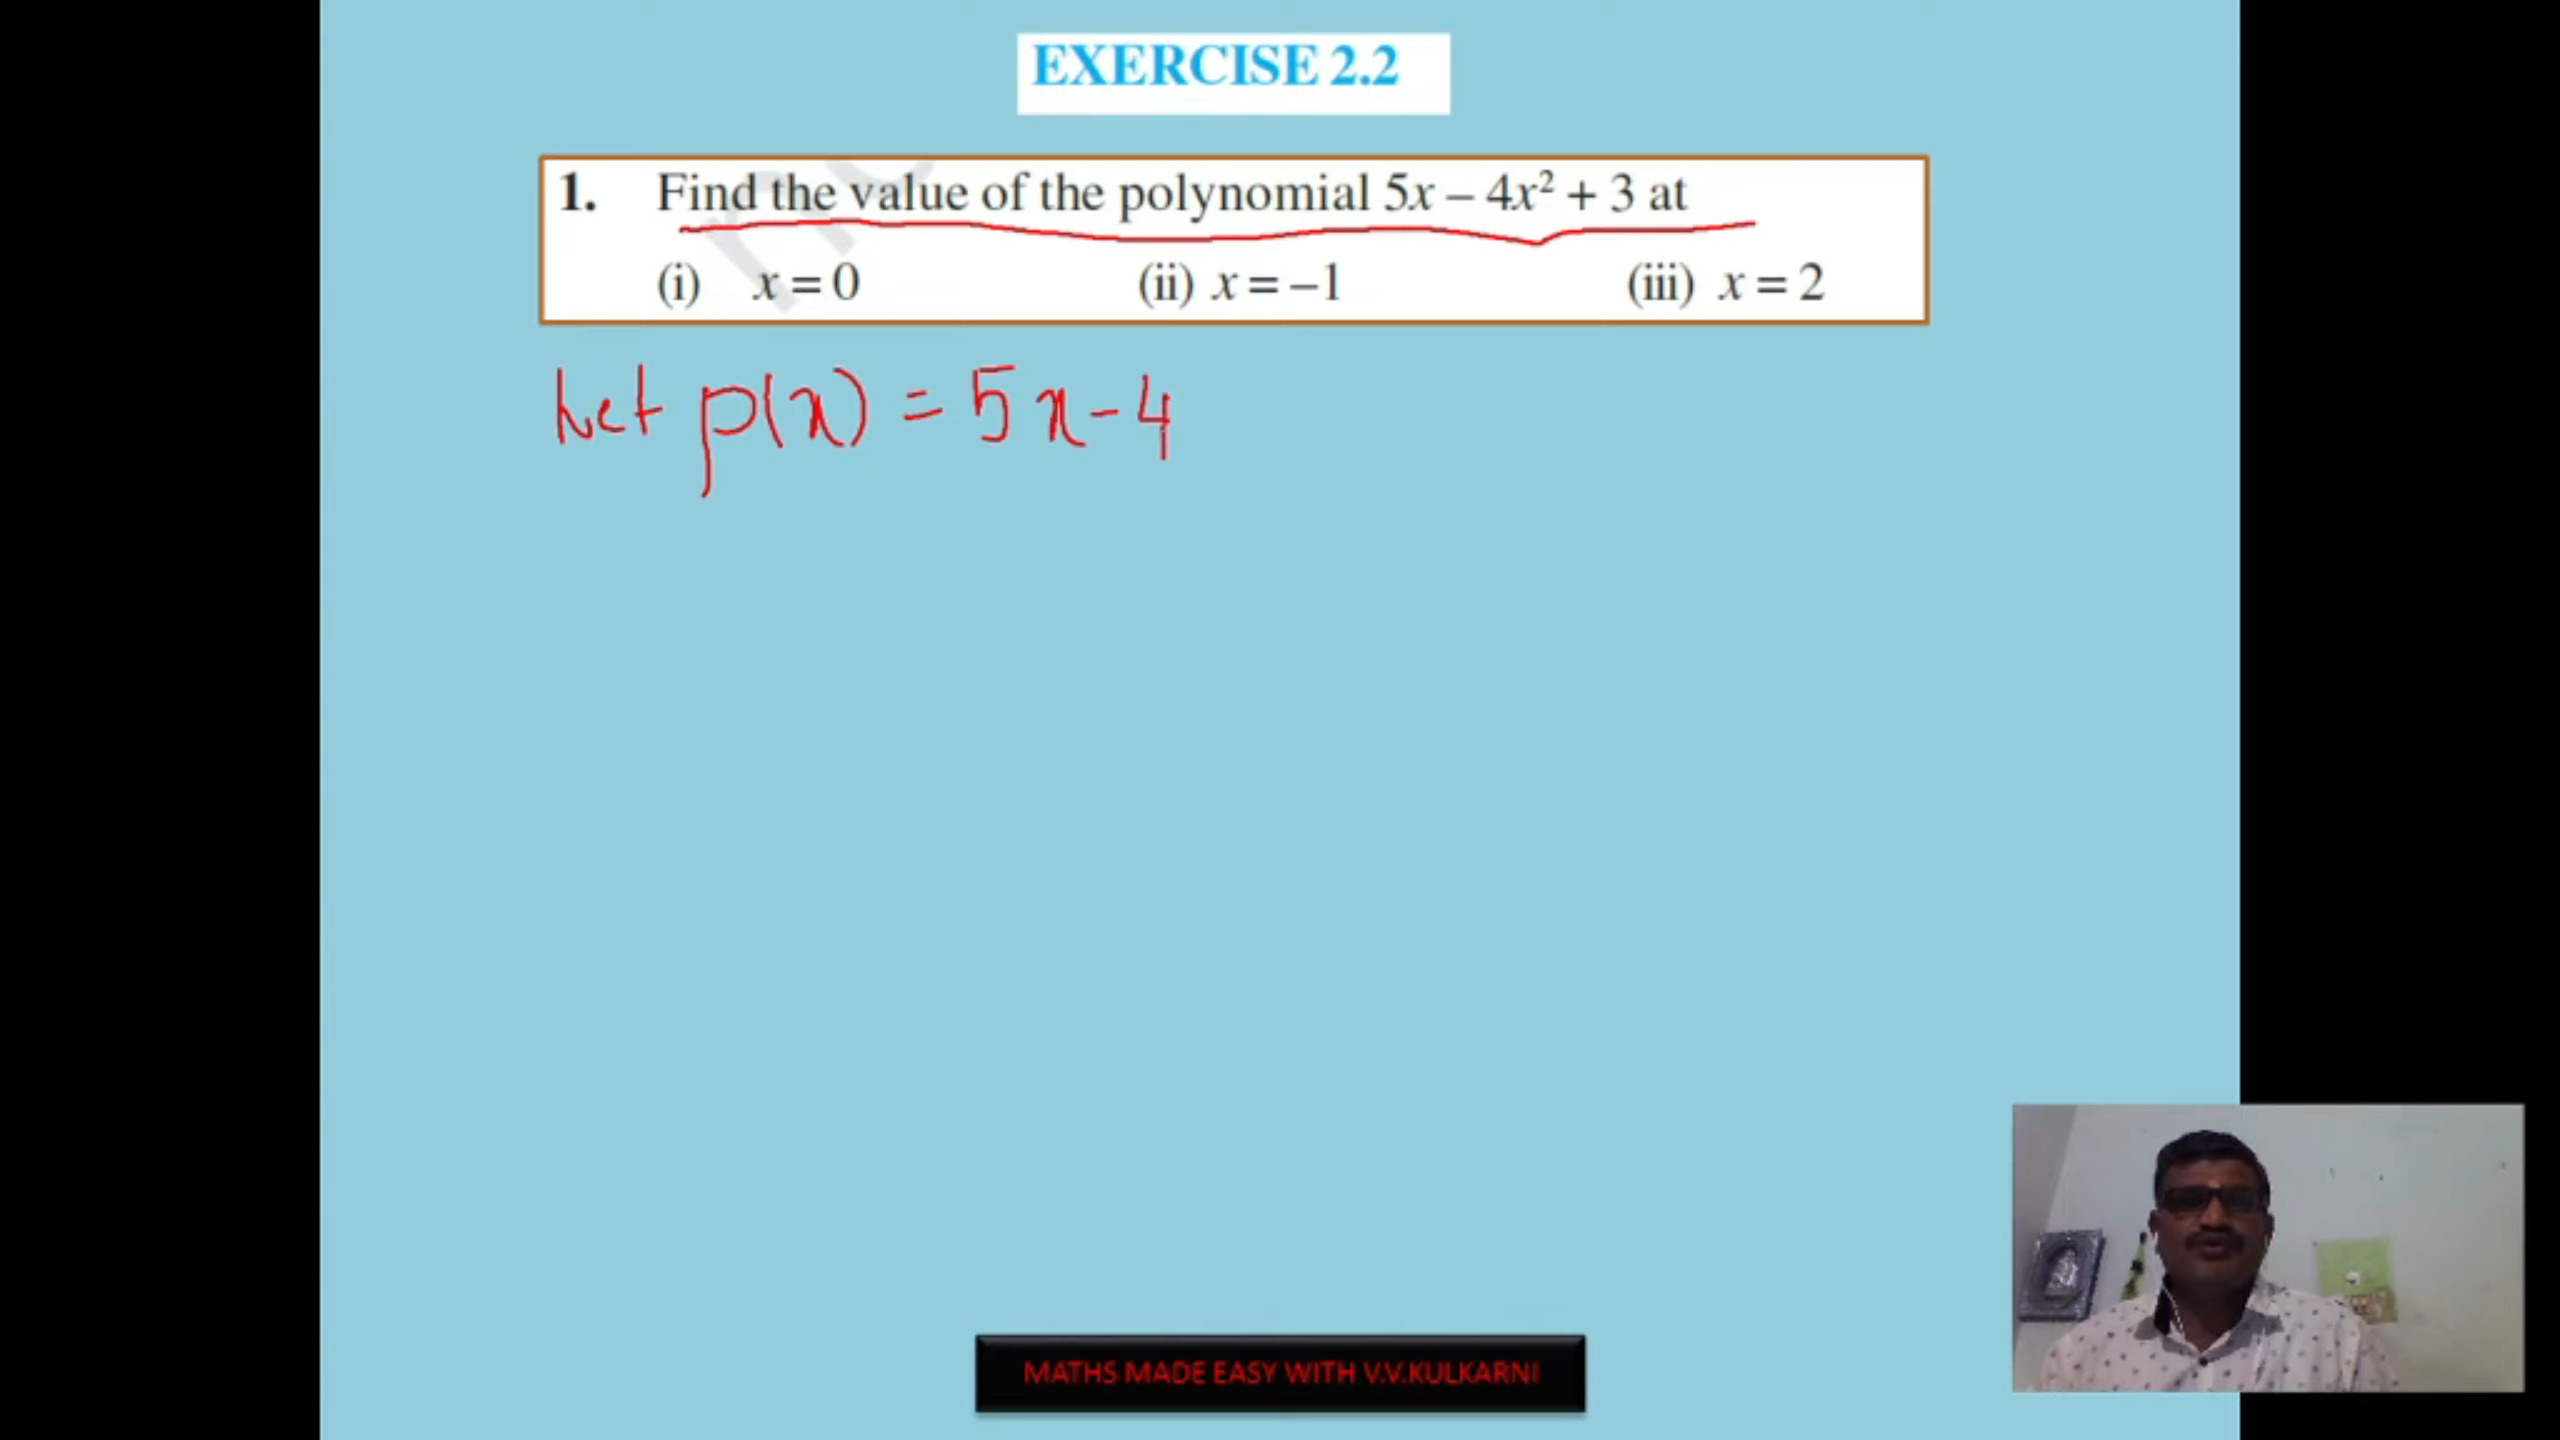 EXERCISE 2.2
1. Find the value of the polynomial 5x – 4x² + 3 at
(i) x = 0 (ii) x = –1 (iii) x = 2
Let p(x) = 5x - 4
MATHS MADE EASY WITH V.V.KULKARNI